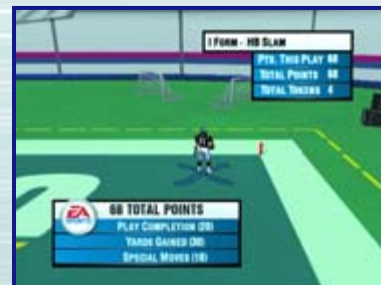 I FORM - HB SLAM
PTS. THIS PLAY 68
TOTAL POINTS 68
TOTAL TOKENS 4
EA SPORTS
68 TOTAL POINTS
PLAY COMPLETION (20)
YARDS GAINED (30)
SPECIAL MOVES (18)